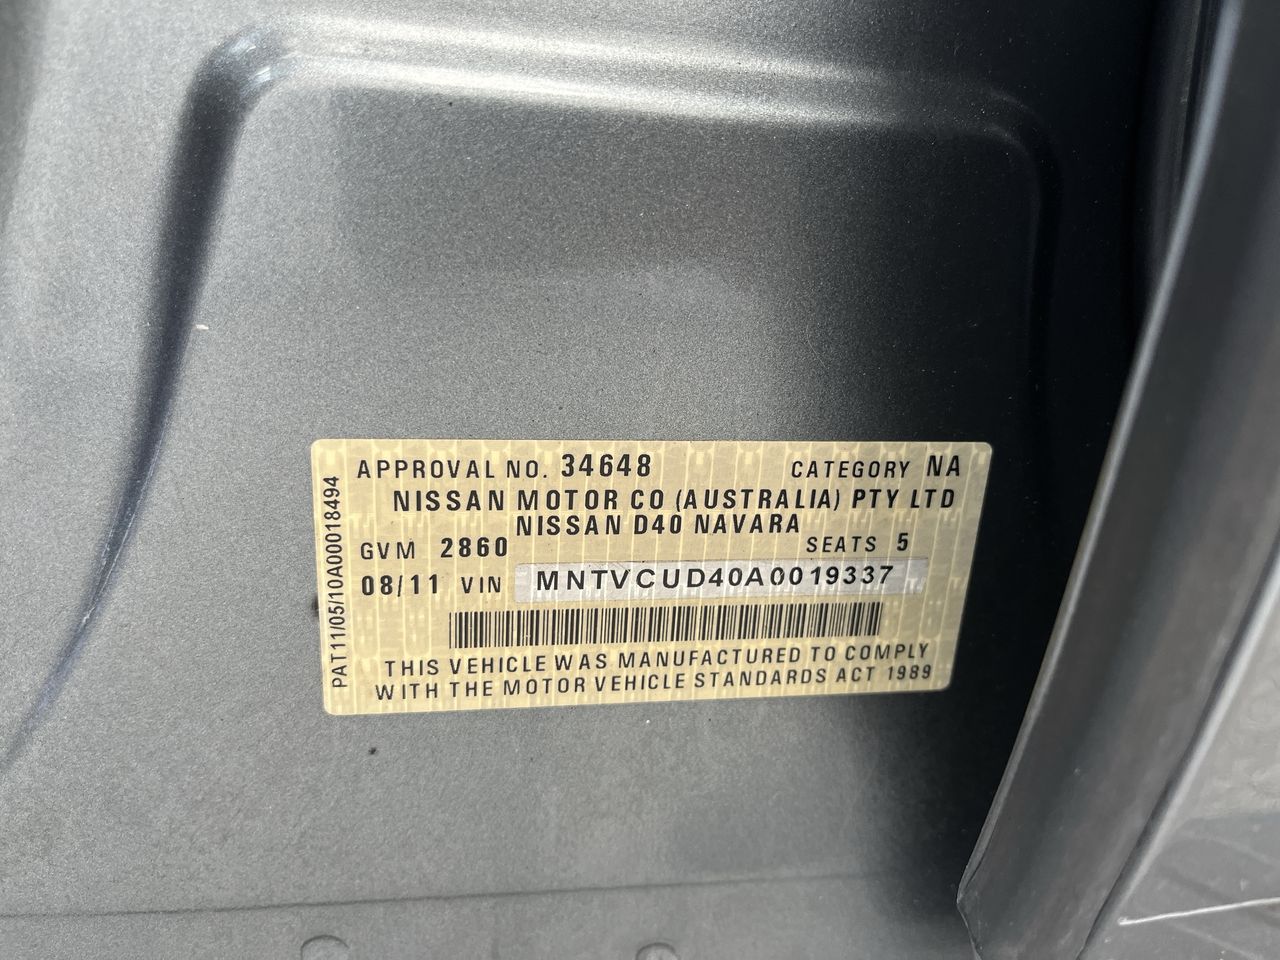 APPROVAL NO. 34648 CATEGORY NA
NISSAN MOTOR CO (AUSTRALIA) PTY LTD
NISSAN D40 NAVARA
GVM 2860 SEATS 5
08/11 VIN MNTVCUD40A0019337
THIS VEHICLE WAS MANUFACTURED TO COMPLY
WITH THE MOTOR VEHICLE STANDARDS ACT 1989
PAT11/05/10A00018494